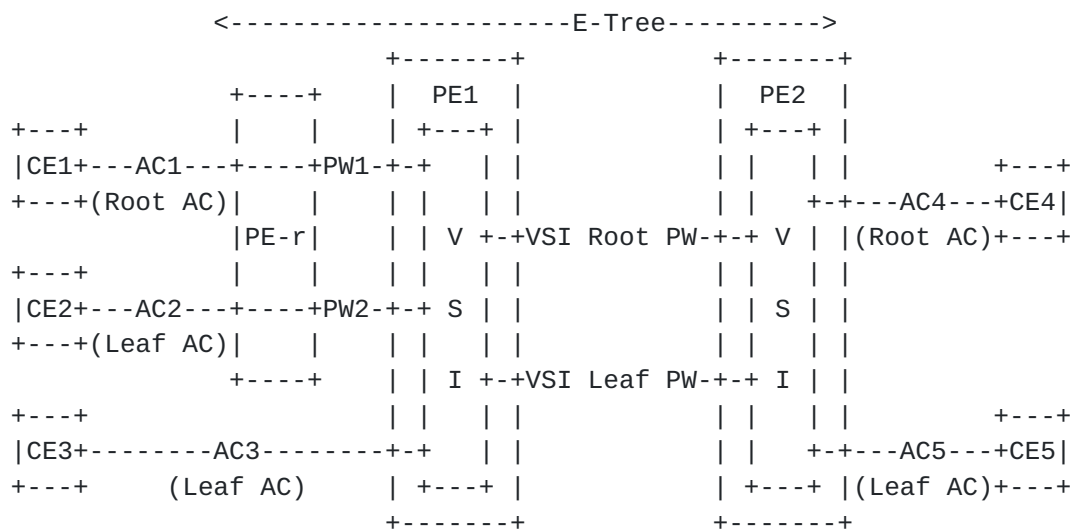 <----------------------E-Tree---------->
                       +-------+            +-------+
            +----+     |  PE1  |            |  PE2  |
+---+       |    |     | +---+ |            | +---+ |
|CE1+---AC1---+----+PW1-+-+   | |            | |   | |         +---+
+---+(Root AC)|    |    | |   | |            | |   +-+---AC4---+CE4|
              |PE-r|    | | V +-+VSI Root PW-+-+ V | |(Root AC)+---+
+---+         |    |    | |   | |            | |   | |
|CE2+---AC2---+----+PW2-+-+ S | |            | | S | |
+---+(Leaf AC)|    |    | |   | |            | |   | |
              +----+    | | I +-+VSI Leaf PW-+-+ I | |
+---+                   | |   | |            | |   | |         +---+
|CE3+--------AC3--------+-+   | |            | |   +-+---AC5---+CE5|
+---+     (Leaf AC)     | +---+ |            | +---+ |(Leaf AC)+---+
                        +-------+            +-------+